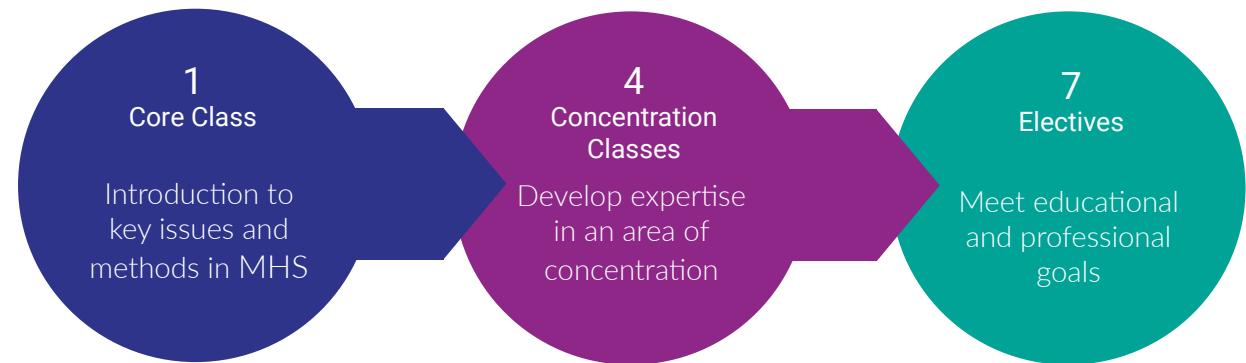 1
Core Class
Introduction to
key issues and
methods in MHS
4
Concentration
Classes
Develop expertise
in an area of
concentration
7
Electives
Meet educational
and professional
goals